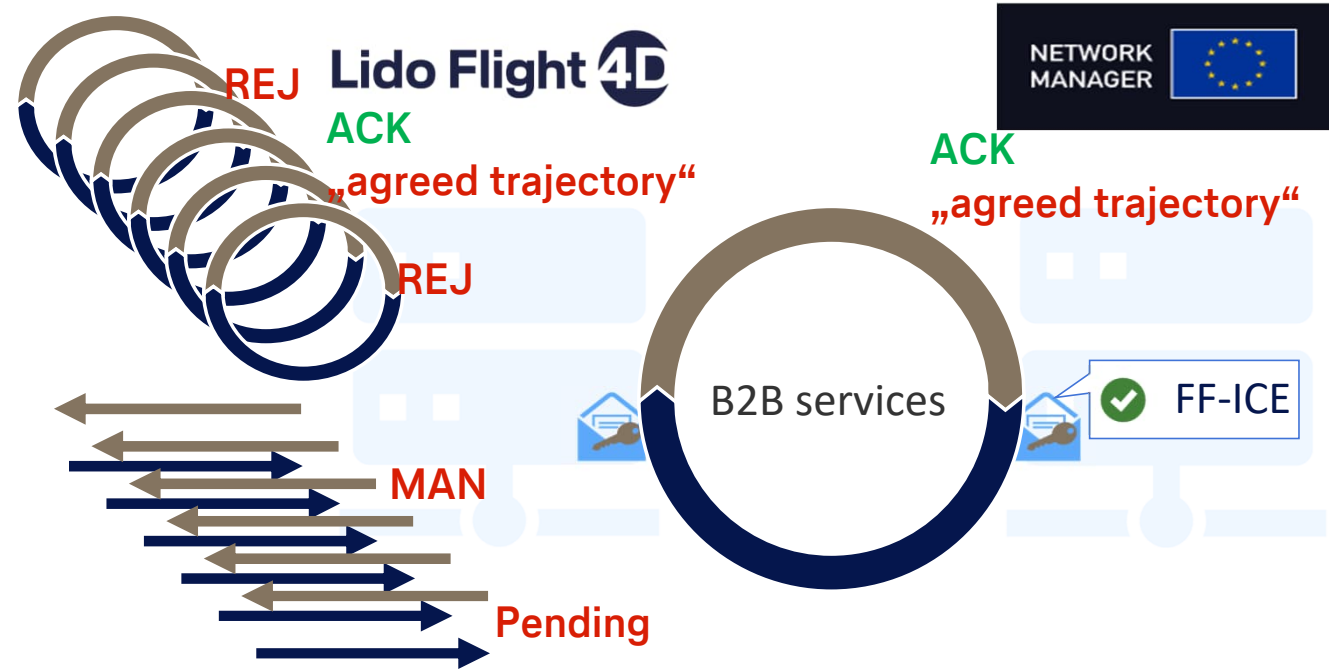 REJ
Lido Flight 4D
NETWORK
MANAGER
ACK
„agreed trajectory“
ACK
„agreed trajectory“
REJ
B2B services
FF-ICE
MAN
Pending